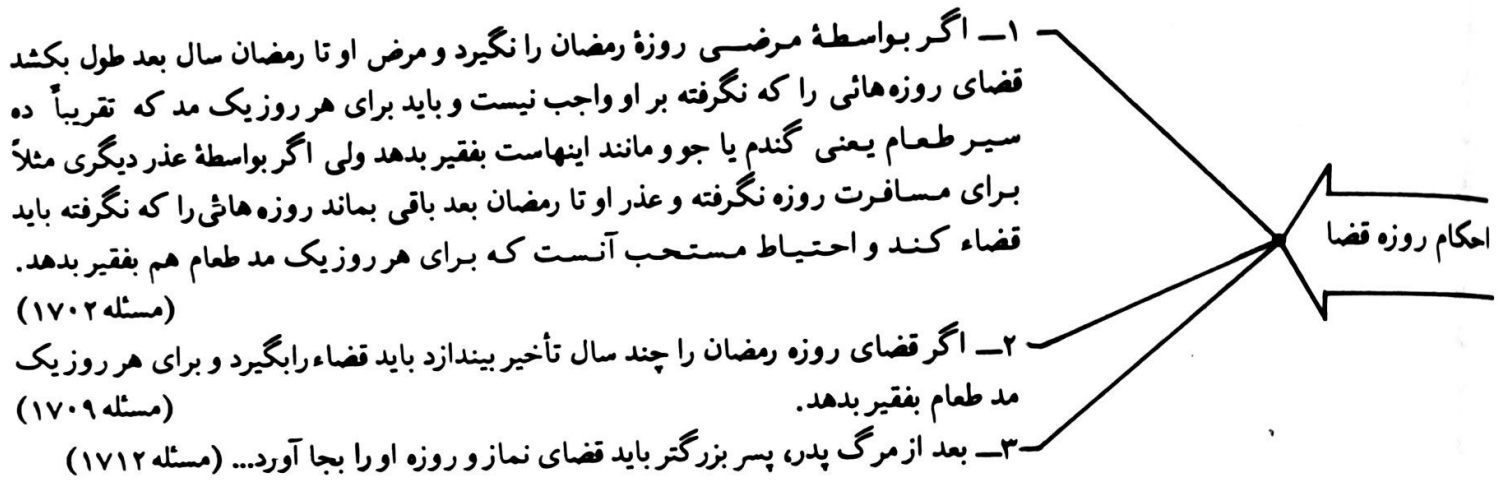 احکام روزه قضا
۱ــ اگر بواسطهٔ مرضی روزهٔ رمضان را نگیرد و مرض او تا رمضان سال بعد طول بکشد
قضای روزه‌هائی را که نگرفته بر او واجب نیست و باید برای هر روز یک مد که تقریباً ده
سیر طعام یعنی گندم یا جو و مانند اینهاست بفقیر بدهد ولی اگر بواسطهٔ عذر دیگری مثلاً
برای مسافرت روزه نگرفته و عذر او تا رمضان بعد باقی بماند روزه‌هائی را که نگرفته باید
قضاء کند و احتیاط مستحب آنست که برای هر روز یک مد طعام هم بفقیر بدهد.
(مسئله ۱۷۰۲)
۲ــ اگر قضای روزه رمضان را چند سال تأخیر بیندازد باید قضاء را بگیرد و برای هر روز یک
مد طعام بفقیر بدهد. (مسئله ۱۷۰۹)
۳ــ بعد از مرگ پدر، پسر بزرگتر باید قضای نماز و روزه او را بجا آورد... (مسئله ۱۷۱۲)